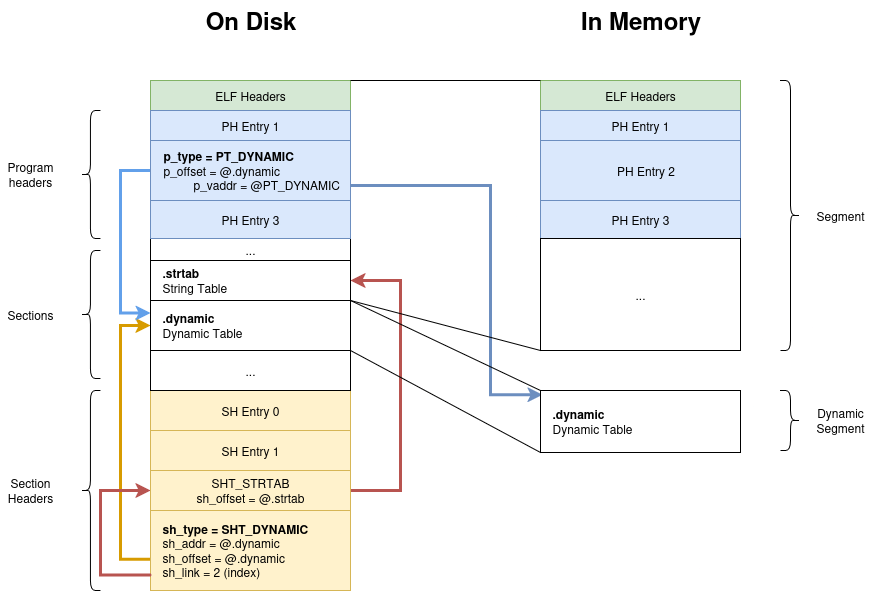 On Disk
In Memory
ELF Headers
PH Entry 1
p_type = PT_DYNAMIC
p_offset = @.dynamic
p_vaddr = @PT_DYNAMIC
PH Entry 3
...
.strtab
String Table
.dynamic
Dynamic Table
...
SH Entry 0
SH Entry 1
SHT_STRTAB
sh_offset = @.strtab
sh_type = SHT_DYNAMIC
sh_addr = @.dynamic
sh_offset = @.dynamic
sh_link = 2 (index)
Program
headers
Sections
Section
Headers
ELF Headers
PH Entry 1
PH Entry 2
PH Entry 3
...
.dynamic
Dynamic Table
Segment
Dynamic
Segment